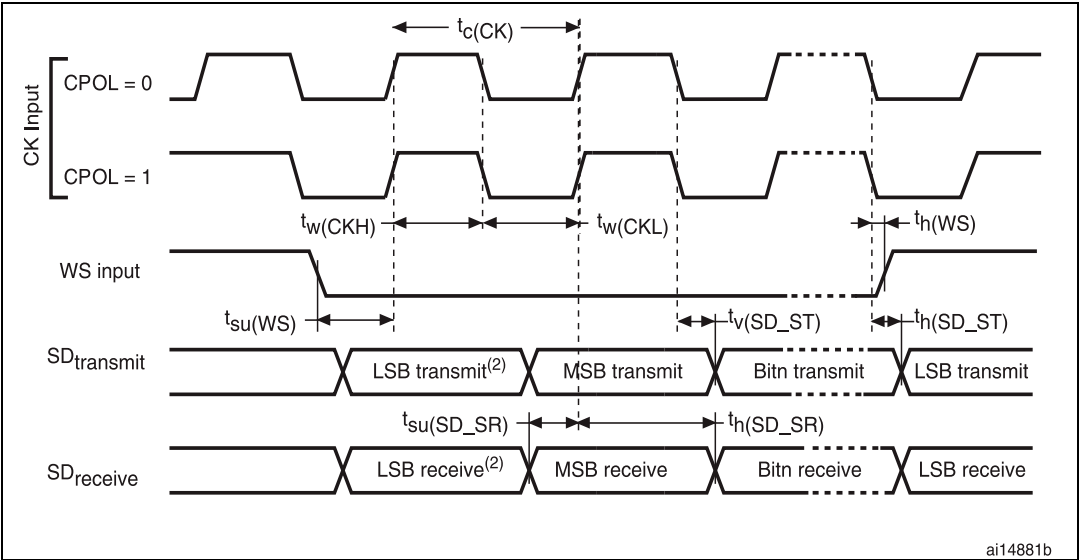 tc(CK)
CK Input
CPOL = 0
CPOL = 1
tw(CKH)
tw(CKL)
th(WS)
WS input
tsu(WS)
tv(SD_ST)
th(SD_ST)
SDtransmit
LSB transmit(2)
MSB transmit
Bitn transmit
LSB transmit
tsu(SD_SR)
th(SD_SR)
SDreceive
LSB receive(2)
MSB receive
Bitn receive
LSB receive
ai14881b